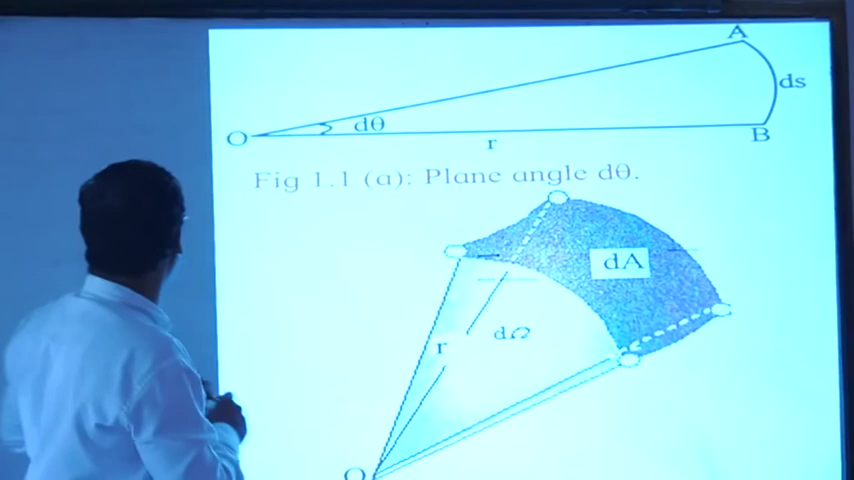 A
ds
O
dθ
r
B
Fig 1.1 (a): Plane angle dθ.
dA
dΩ
r
O